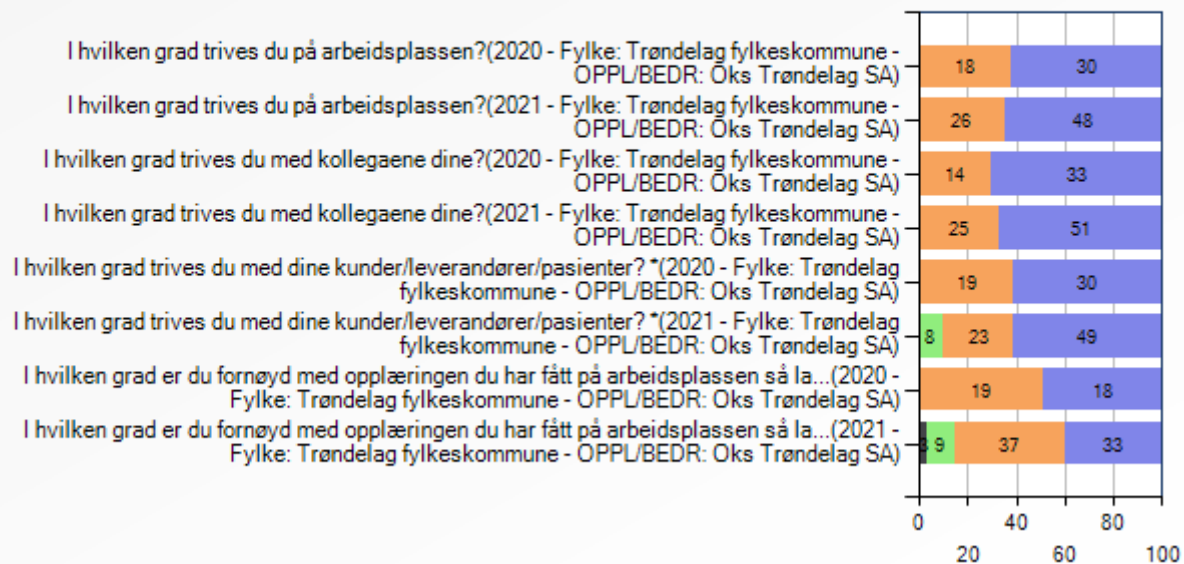 I hvilken grad trives du på arbeidsplassen?(2020 - Fylke: Trøndelag fylkeskommune -
OPPL/BEDR: Oks Trøndelag SA)
18 30
I hvilken grad trives du på arbeidsplassen?(2021 - Fylke: Trøndelag fylkeskommune -
OPPL/BEDR: Oks Trøndelag SA)
26 48
I hvilken grad trives du med kollegaene dine?(2020 - Fylke: Trøndelag fylkeskommune -
OPPL/BEDR: Oks Trøndelag SA)
14 33
I hvilken grad trives du med kollegaene dine?(2021 - Fylke: Trøndelag fylkeskommune -
OPPL/BEDR: Oks Trøndelag SA)
25 51
I hvilken grad trives du med dine kunder/leverandører/pasienter? *(2020 - Fylke: Trøndelag
fylkeskommune - OPPL/BEDR: Oks Trøndelag SA)
19 30
I hvilken grad trives du med dine kunder/leverandører/pasienter? *(2021 - Fylke: Trøndelag
fylkeskommune - OPPL/BEDR: Oks Trøndelag SA)
8 23 49
I hvilken grad er du fornøyd med opplæringen du har fått på arbeidsplassen så la...(2020 -
Fylke: Trøndelag fylkeskommune - OPPL/BEDR: Oks Trøndelag SA)
19 18
I hvilken grad er du fornøyd med opplæringen du har fått på arbeidsplassen så la...(2021 -
Fylke: Trøndelag fylkeskommune - OPPL/BEDR: Oks Trøndelag SA)
9 37 33
0 40 80
20 60 100